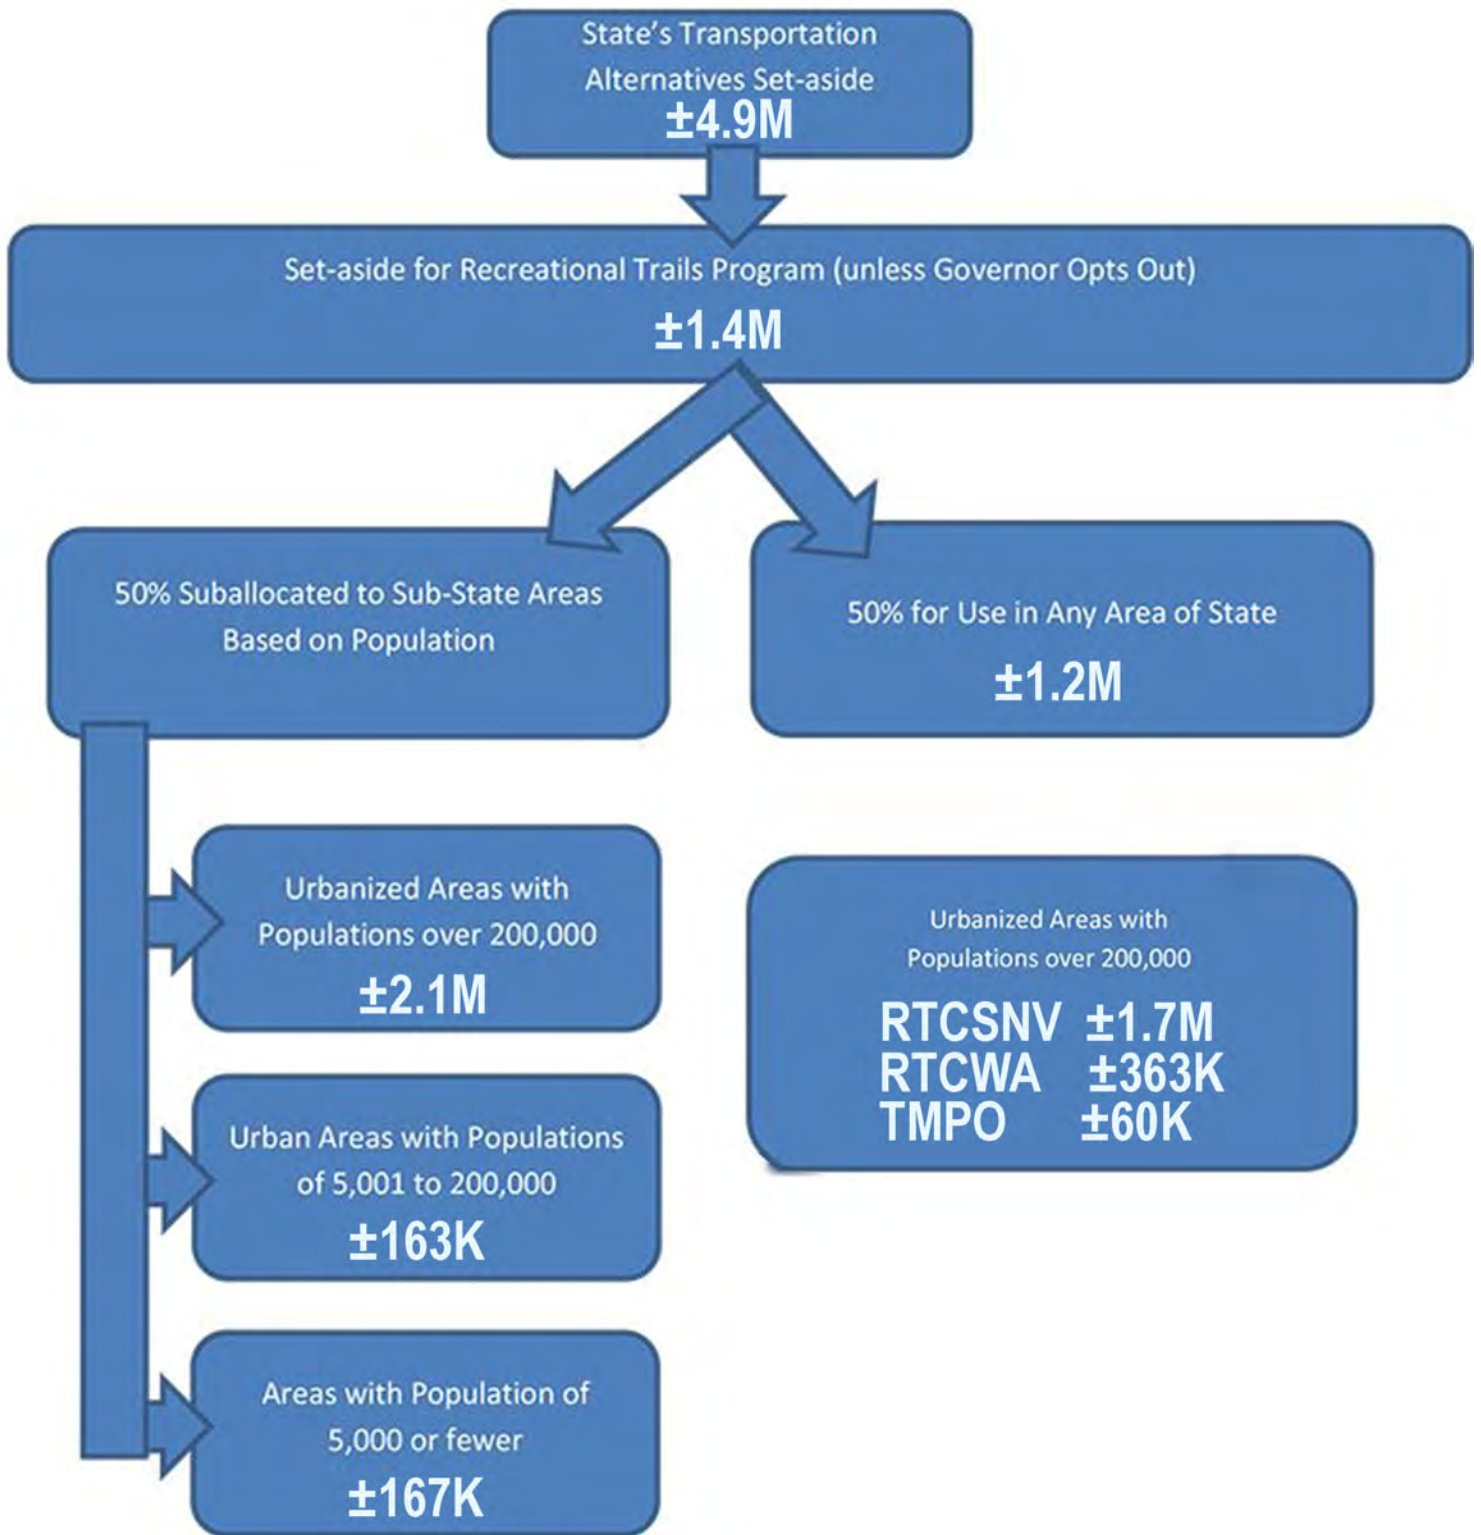 State's Transportation
Alternatives Set-aside
±4.9M
Set-aside for Recreational Trails Program (unless Governor Opts Out)
±1.4M
50% Suballocated to Sub-State Areas
Based on Population
50% for Use in Any Area of State
±1.2M
Urbanized Areas with
Populations over 200,000
±2.1M
Urban Areas with Populations
of 5,001 to 200,000
±163K
Areas with Population of
5,000 or fewer
±167K
Urbanized Areas with
Populations over 200,000
RTCSNV ±1.7M
RTCWA ±363K
TMPO ±60K